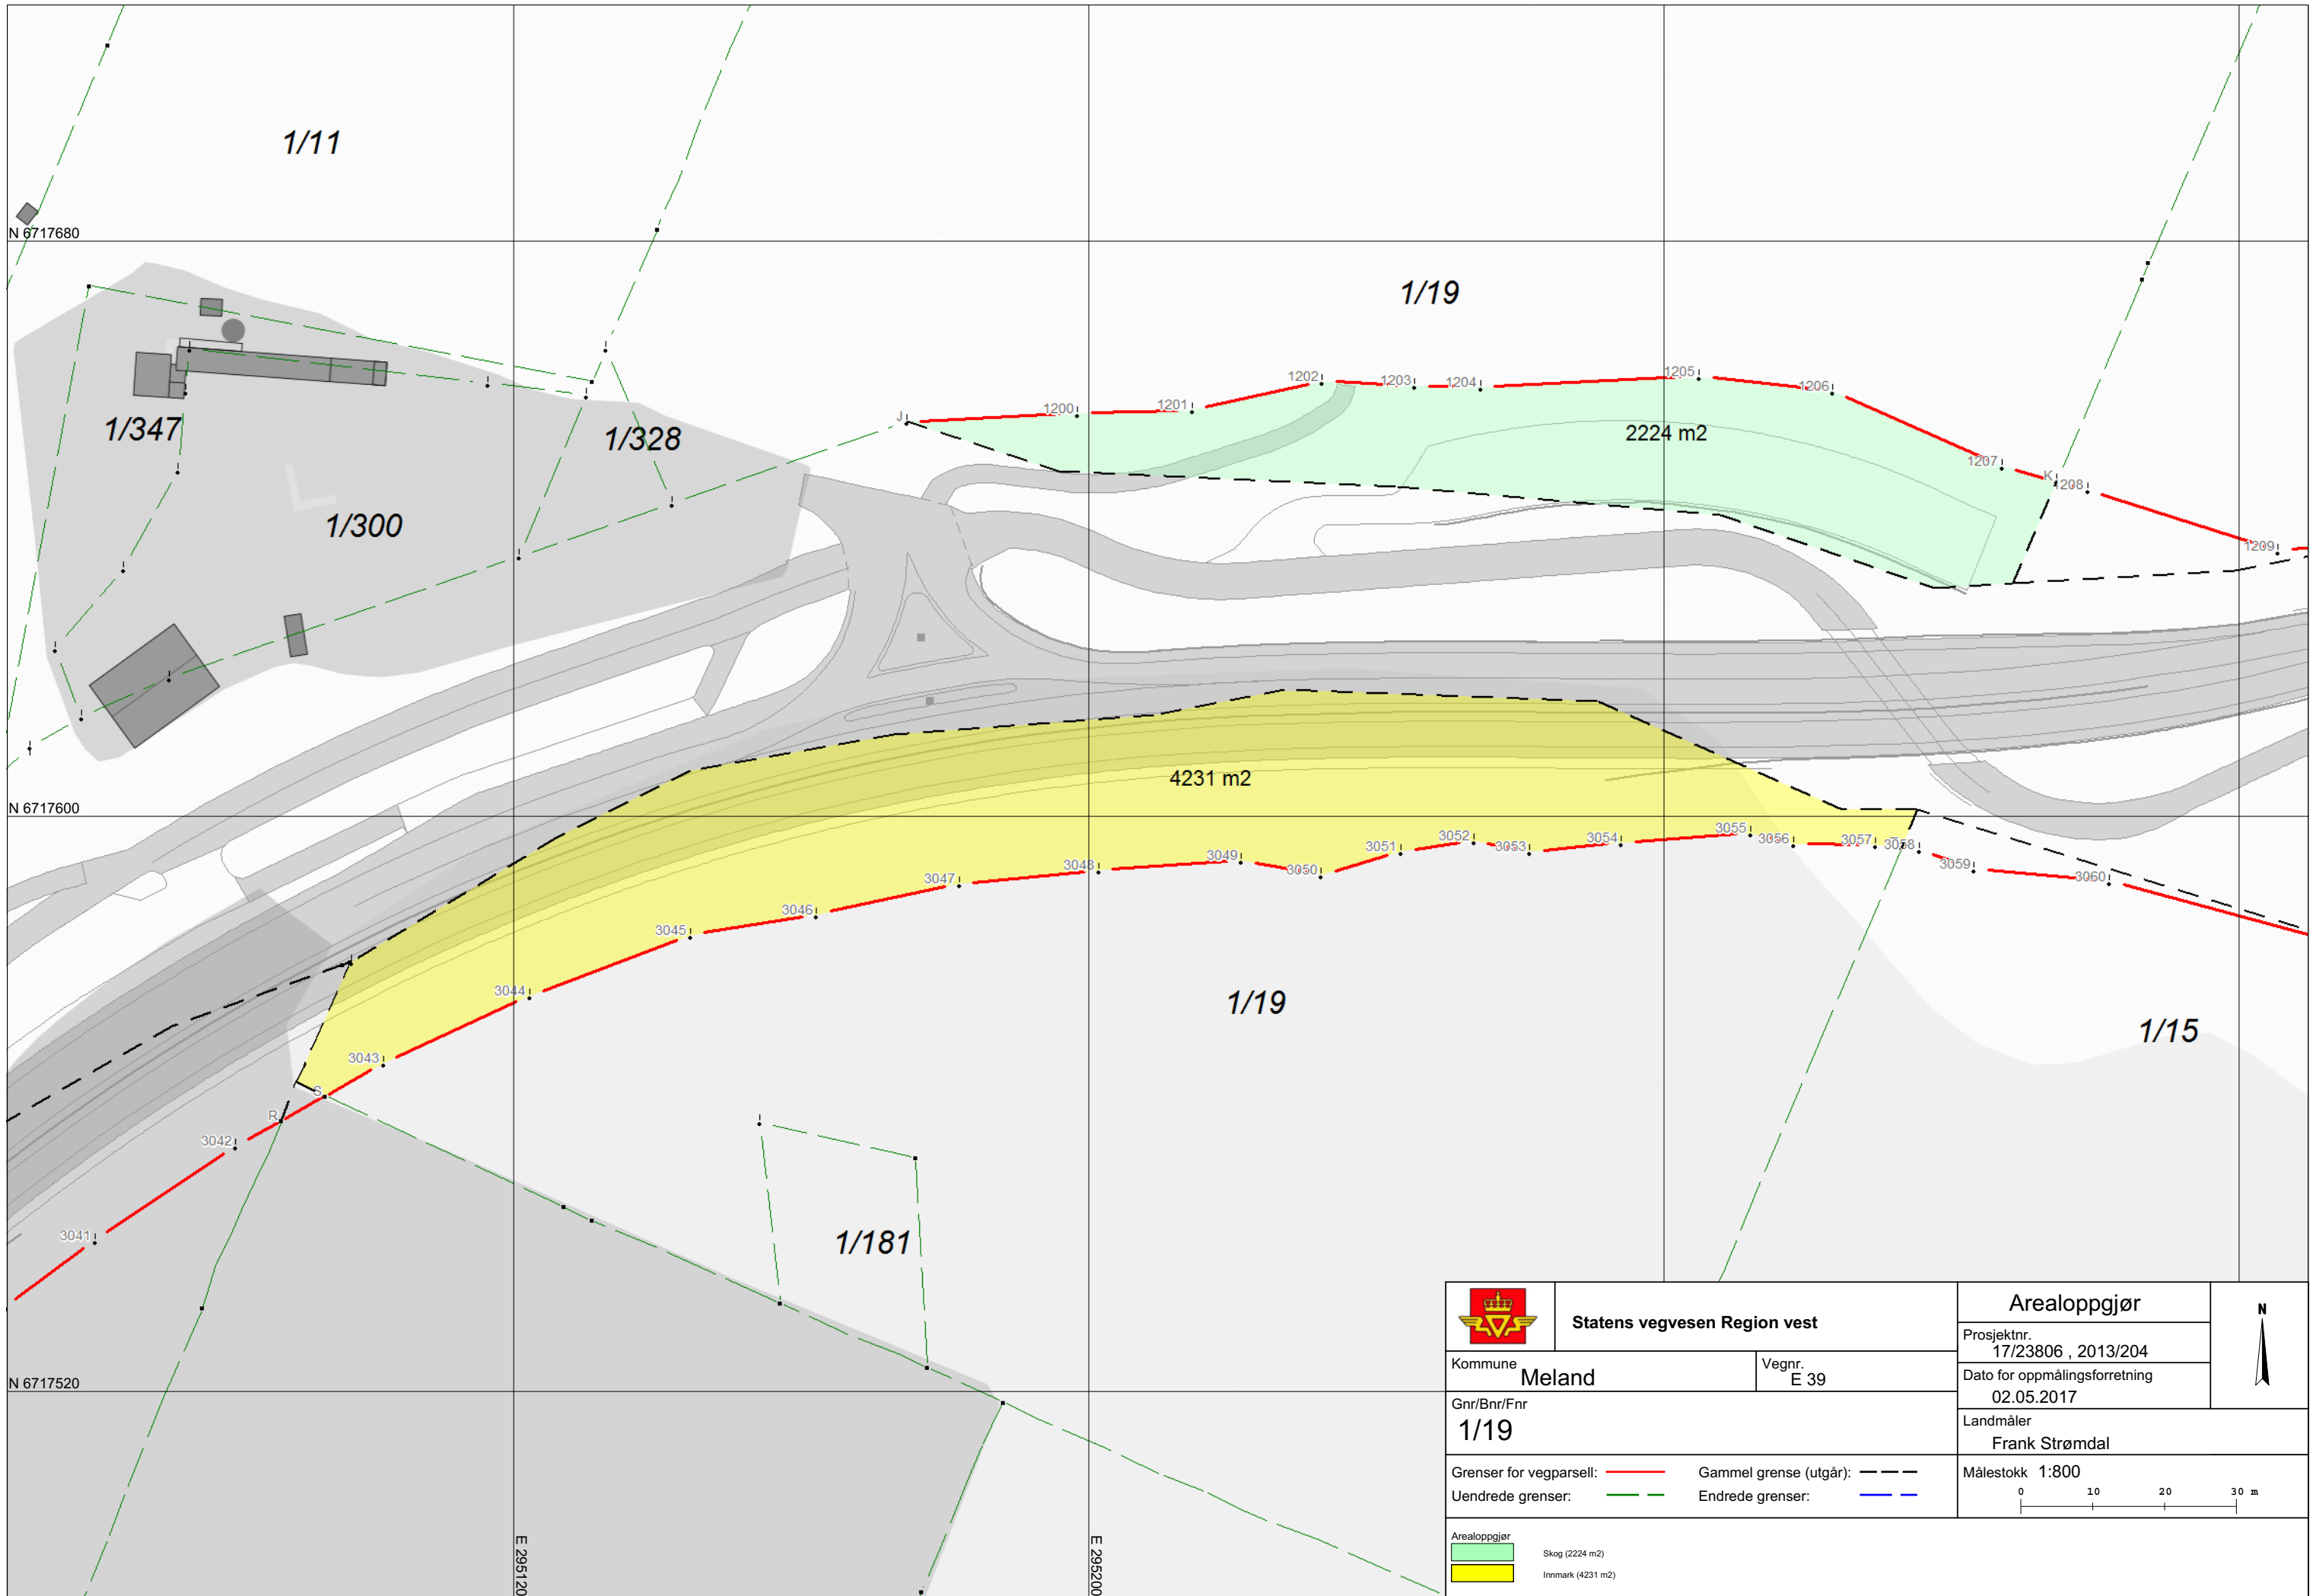 1/11
N 6717680
1/19
1202
1203
1204
1205
1206
1200
1201
J
1/347
1/328
2224 m2
1207
K
1208
1/300
1209
4231 m2
N 6717600
3055
3056
3057
3058
3054
3053
3052
3051
3050
3049
3048
3047
3059
3060
3046
3045
3044
1/19
1/15
3043
S
R
3042
3041
1/181
N 6717520
E 295120
E 295200
Statens vegvesen Region vest
Arealoppgjør
N
Prosjektnr.
17/23806 , 2013/204
Kommune
Meland
Vegnr.
E 39
Dato for oppmålingsforretning
02.05.2017
Gnr/Bnr/Fnr
1/19
Landmåler
Frank Strømdal
Grenser for vegparsell:
Gammel grense (utgår):
Uendrede grenser:
Endrede grenser:
Målestokk 1:800
0 10 20 30 m
Arealoppgjør
Skog (2224 m2)
Innmark (4231 m2)